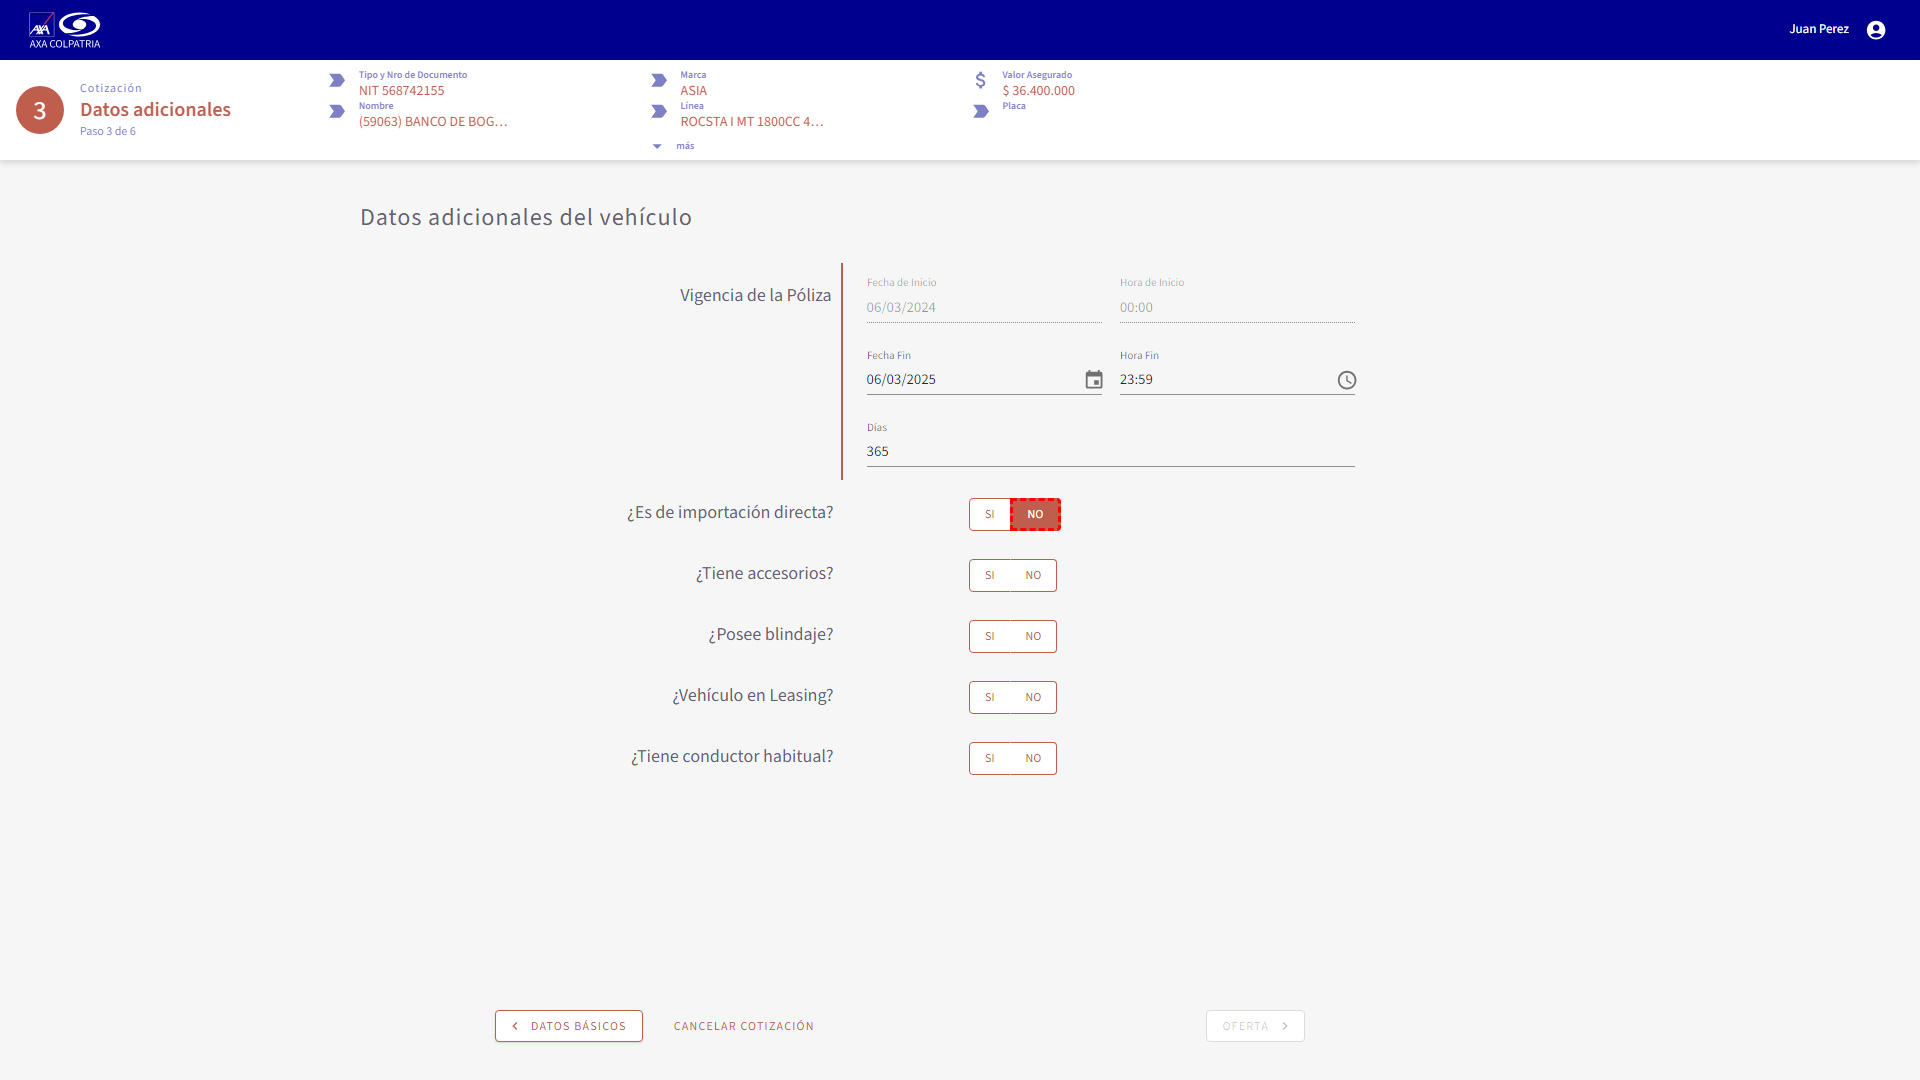 AXA
AXA COLPATRIA
Juan Perez
3
Cotización
Datos adicionales
Paso 3 de 6
Tipo y Nro de Documento
NIT 568742155
Nombre
(59063) BANCO DE BOG...
Marca
ASIA
Línea
ROCSTA I MT 1800CC 4...
más
$
Valor Asegurado
$ 36.400.000
Placa
Datos adicionales del vehículo
Vigencia de la Póliza
Fecha de Inicio
06/03/2024
Hora de Inicio
00:00
Fecha Fin
06/03/2025
Hora Fin
23:59
Días
365
¿Es de importación directa? SI NO
¿Tiene accesorios? SI NO
¿Posee blindaje? SI NO
¿Vehículo en Leasing? SI NO
¿Tiene conductor habitual? SI NO
DATOS BÁSICOS
CANCELAR COTIZACIÓN
OFERTA